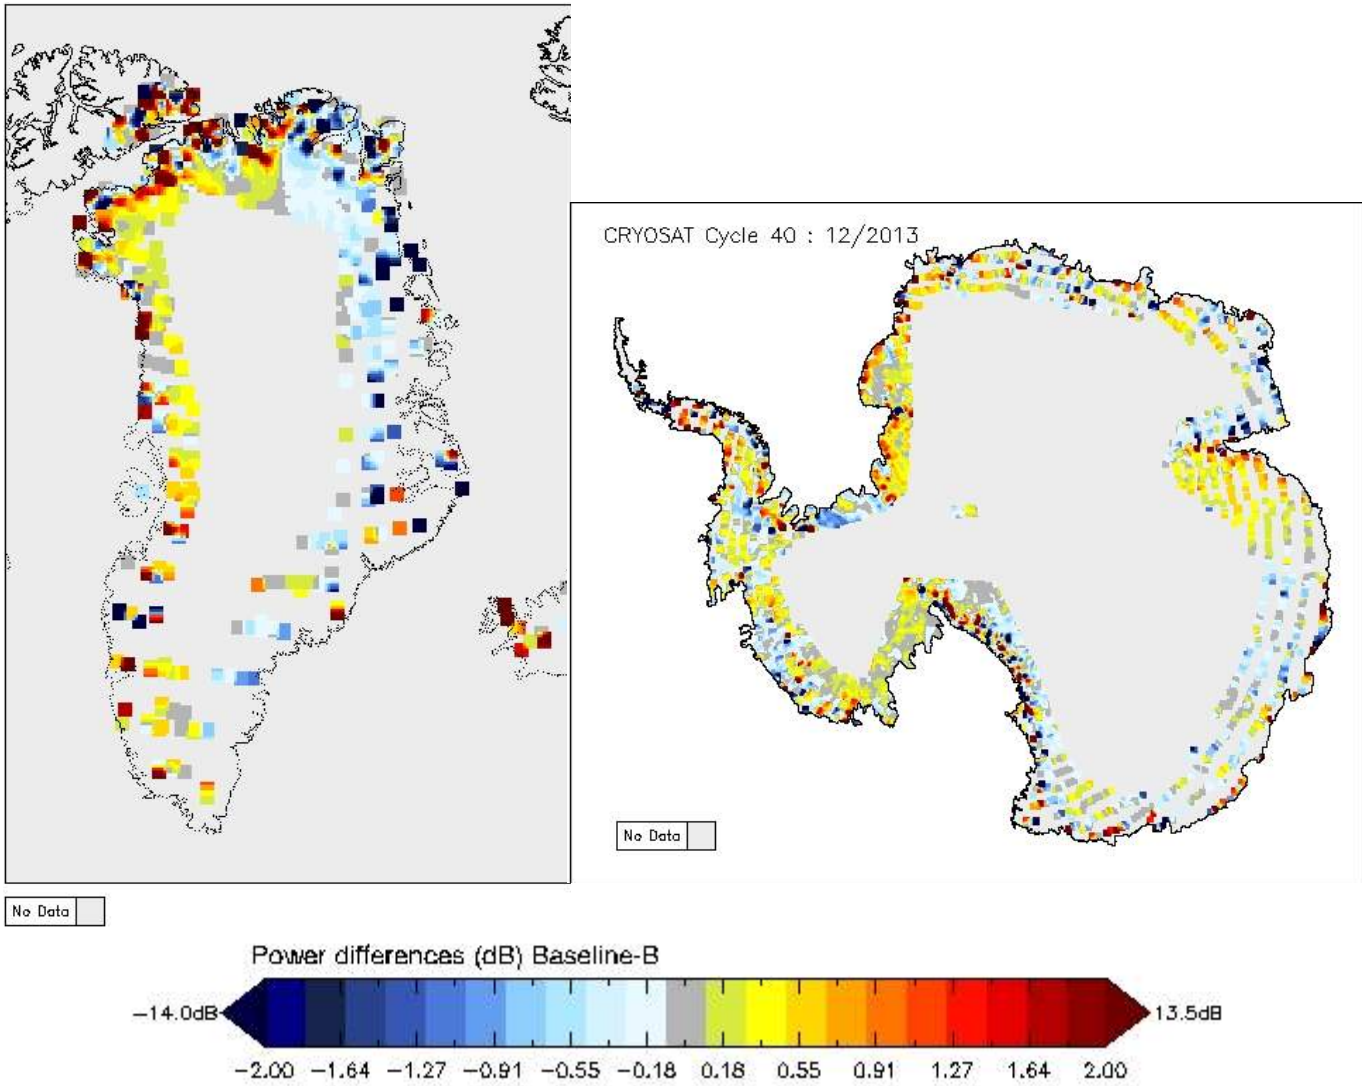 CRYOSAT Cycle 40 : 12/2013
No Data
No Data
Power differences (dB) Baseline-B
-14.0dB
13.5dB
-2.00 -1.64 -1.27 -0.91 -0.55 -0.18 0.18 0.55 0.91 1.27 1.64 2.00